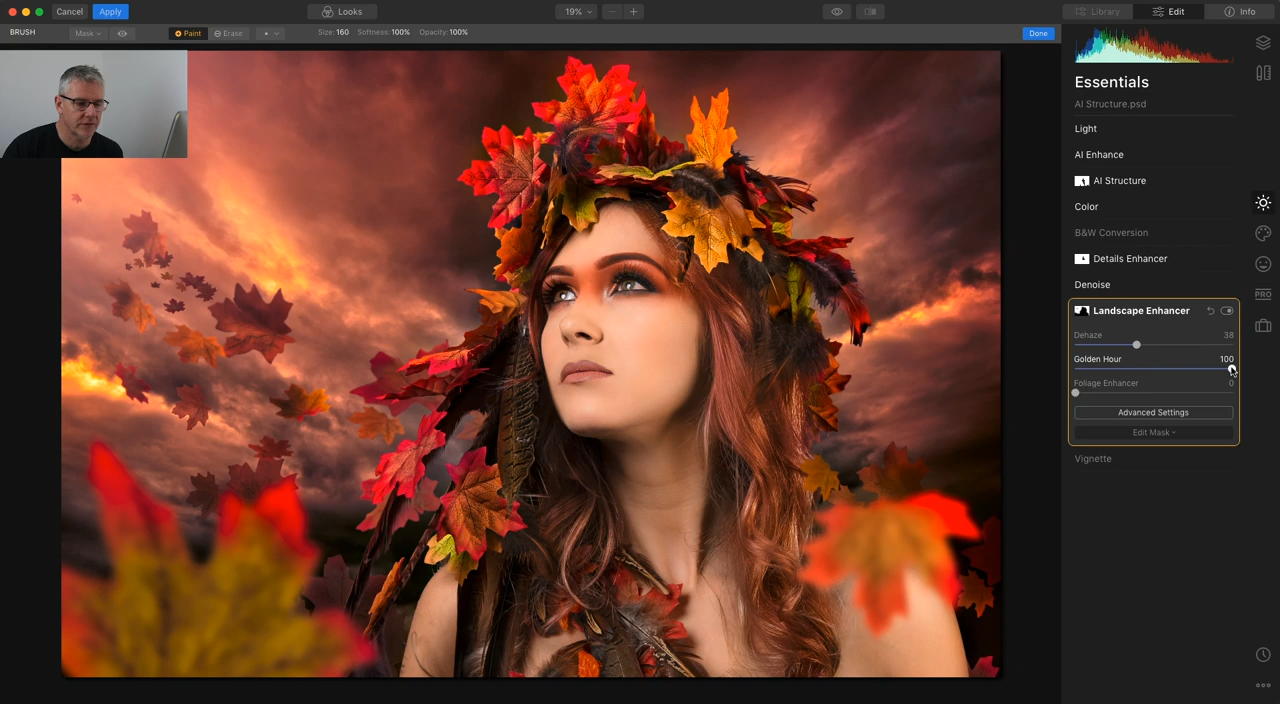 Cancel Apply Looks 19% Library Edit Info
BRUSH Mask Paint Erase Size: 160 Softness: 100% Opacity: 100% Done
Essentials
AI Structure.psd
Light
AI Enhance
AI Structure
Color
B&W Conversion
Details Enhancer
Denoise
Landscape Enhancer
Dehaze 38
Golden Hour 100
Foliage Enhancer 0
Advanced Settings
Edit Mask
Vignette
PRO